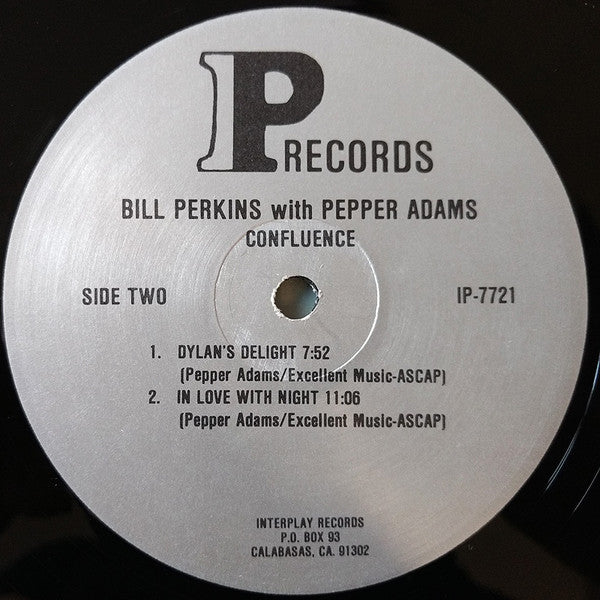 IP RECORDS
BILL PERKINS with PEPPER ADAMS
CONFLUENCE
SIDE TWO IP-7721
1. DYLAN'S DELIGHT 7:52
(Pepper Adams/Excellent Music-ASCAP)
2. IN LOVE WITH NIGHT 11:06
(Pepper Adams/Excellent Music-ASCAP)
INTERPLAY RECORDS
P.O. BOX 93
CALABASAS, CA. 91302